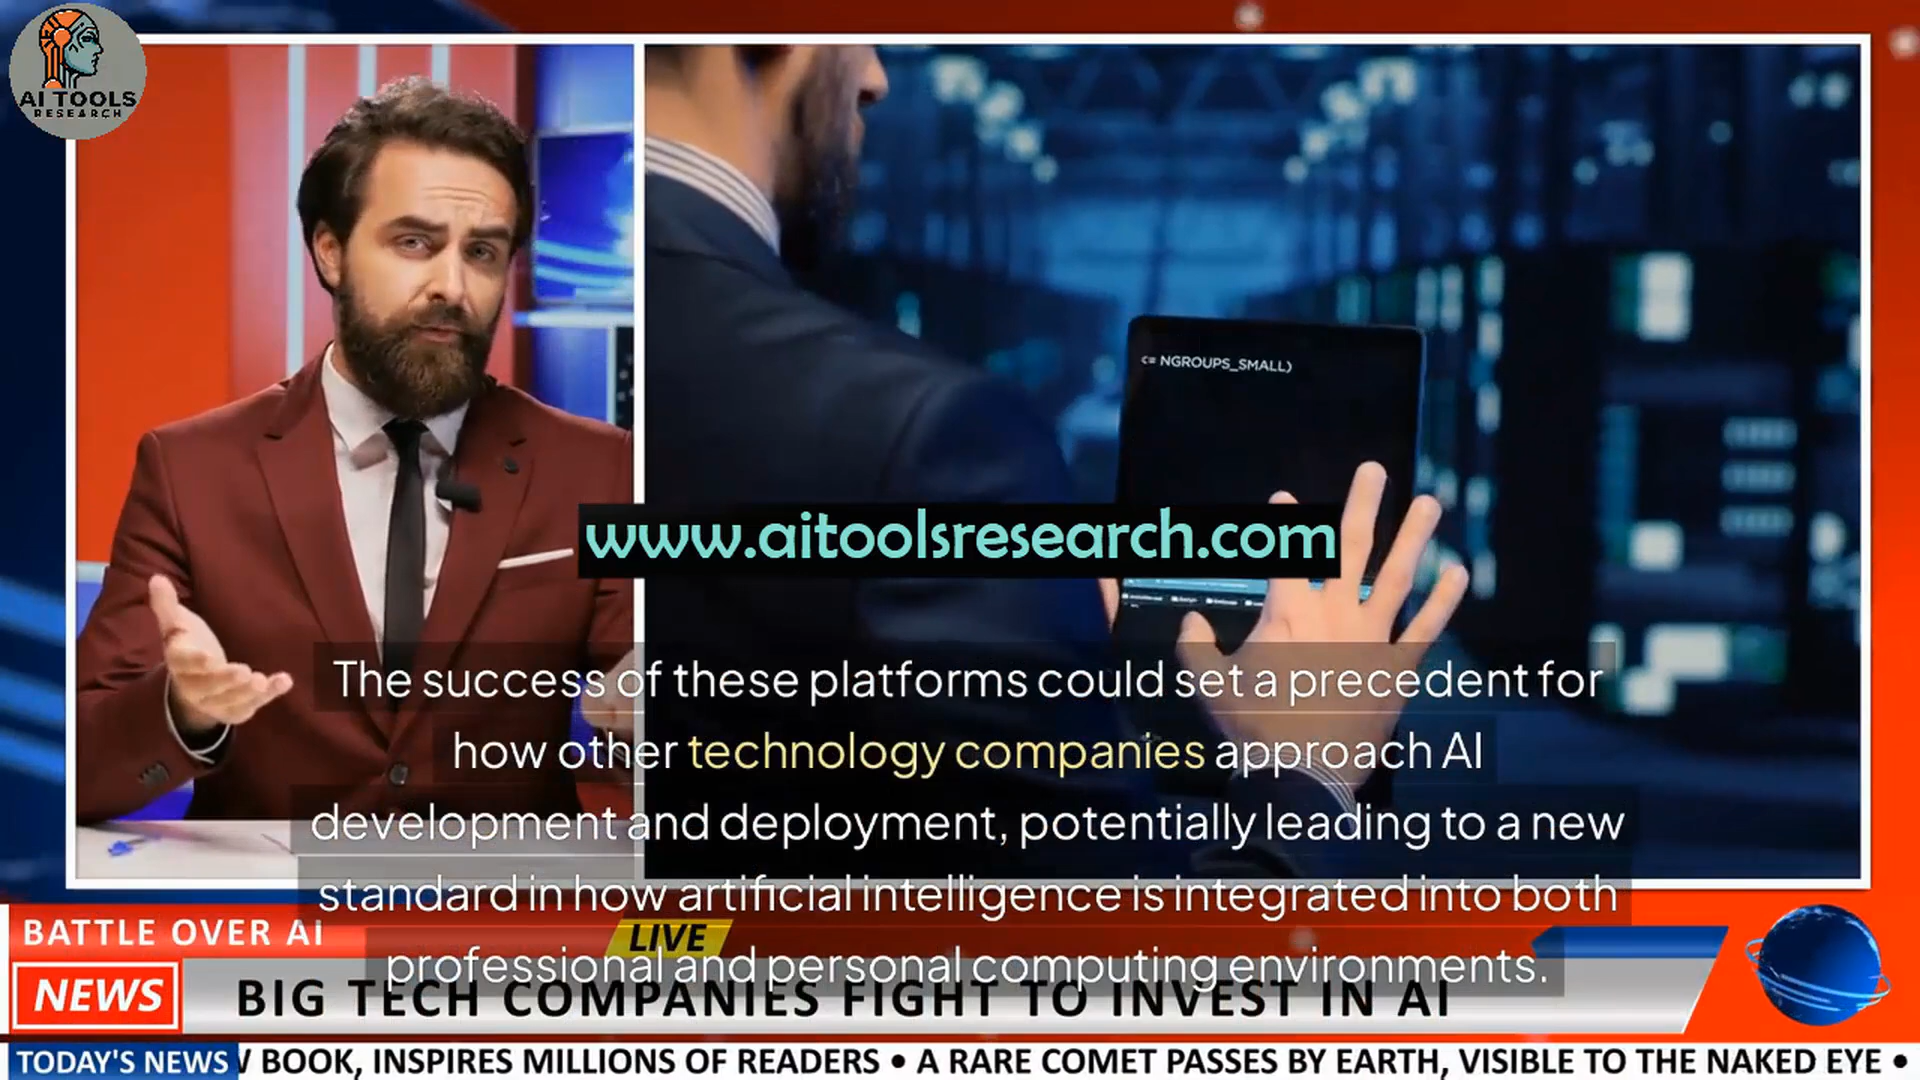 AI TOOLS
RESEARCH
<= NGROUPS_SMALL)
www.aitoolsresearch.com
The success of these platforms could set a precedent for
how other technology companies approach AI
development and deployment, potentially leading to a new
standard in how artificial intelligence is integrated into both
professional and personal computing environments.
BATTLE OVER AI
LIVE
NEWS
BIG TECH COMPANIES FIGHT TO INVEST IN AI
TODAY'S NEWS
BOOK, INSPIRES MILLIONS OF READERS • A RARE COMET PASSES BY EARTH, VISIBLE TO THE NAKED EYE •